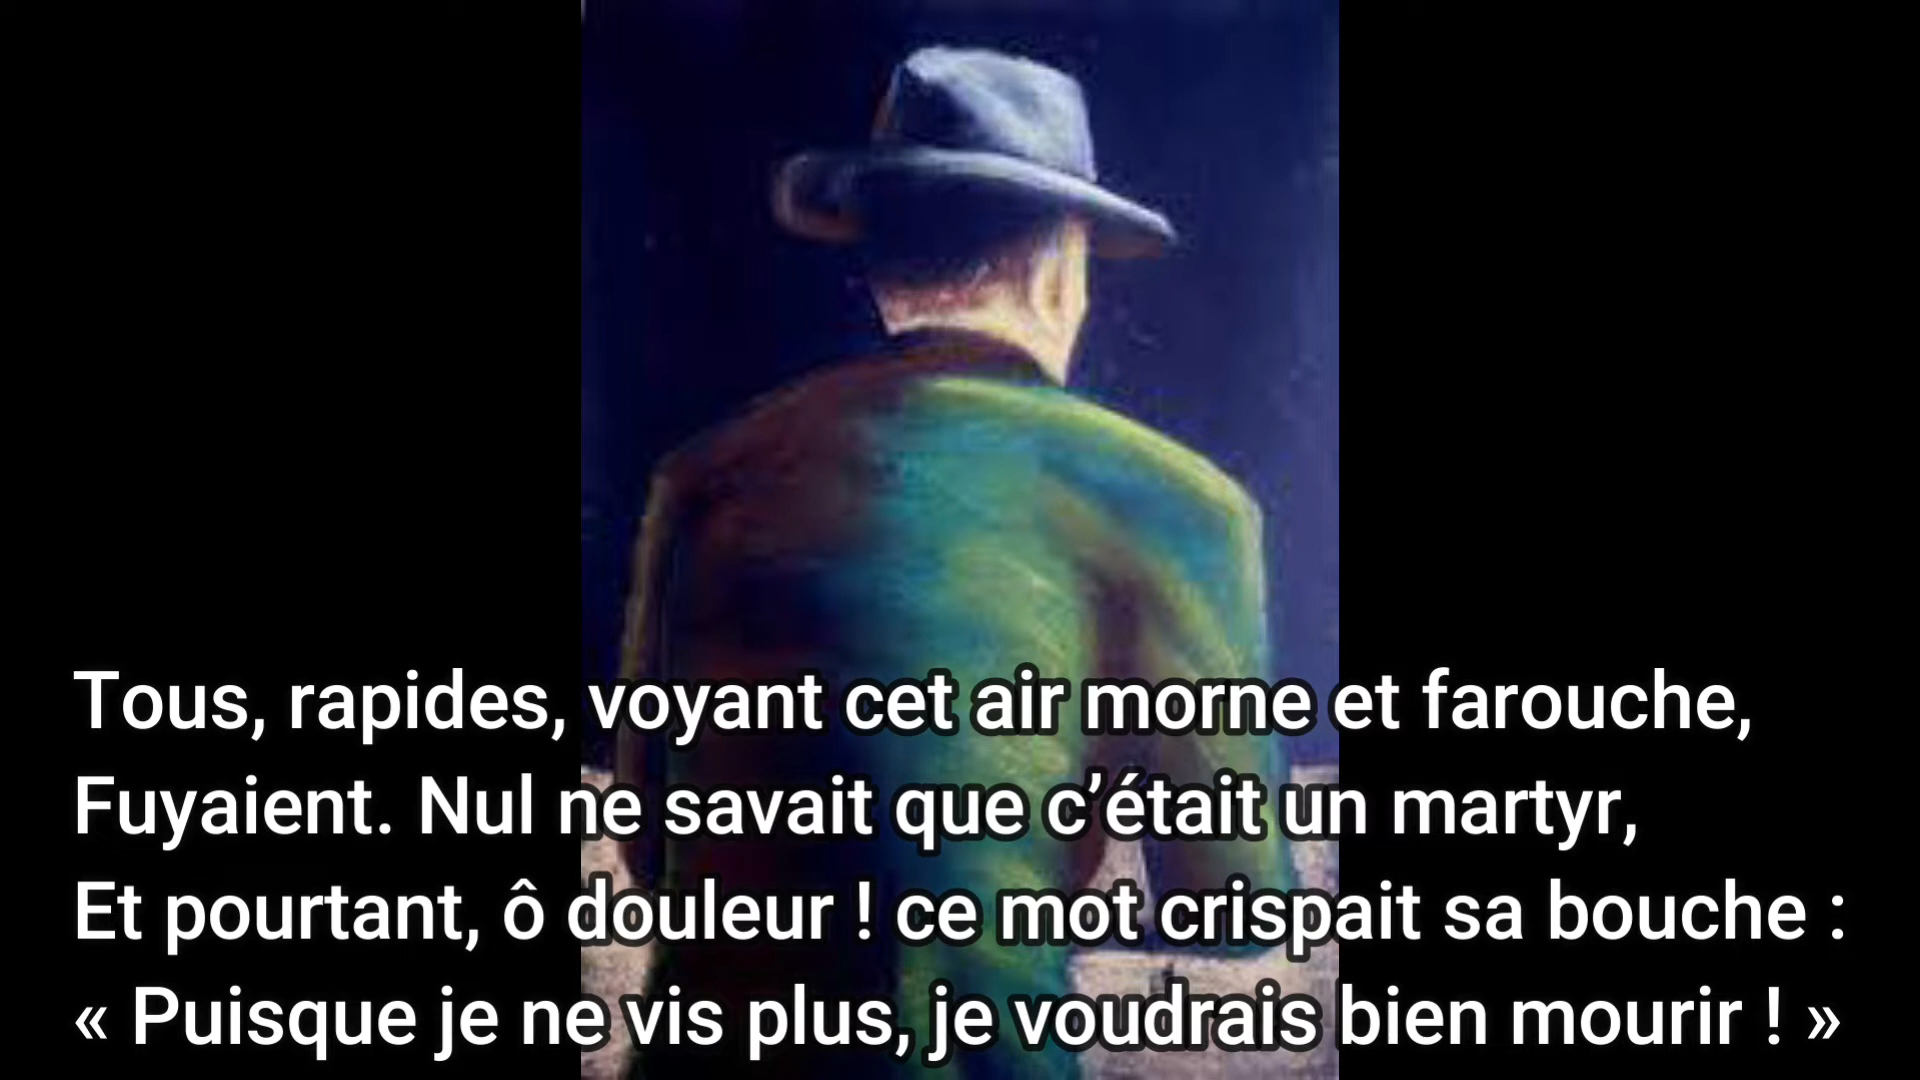 Tous, rapides, voyant cet air morne et farouche,
Fuyaient. Nul ne savait que c’était un martyr,
Et pourtant, ô douleur ! ce mot crispait sa bouche :
« Puisque je ne vis plus, je voudrais bien mourir ! »